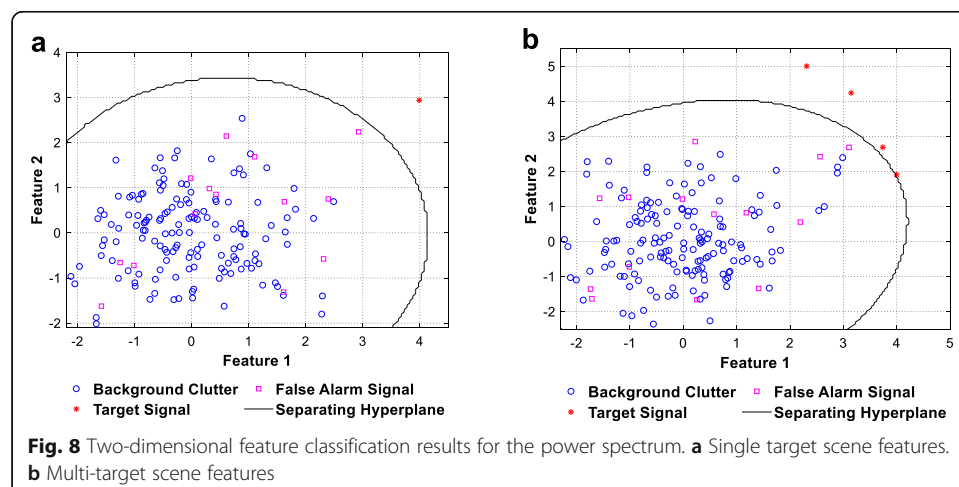 a
b
4
3
2
1
0
-1
-2
-2 -1 0 1 2 3 4
Feature 2
Feature 1
5
4
3
2
1
0
-1
-2
-2 -1 0 1 2 3 4 5
Feature 2
Feature 1
Background Clutter False Alarm Signal
Target Signal Separating Hyperplane
Background Clutter False Alarm Signal
Target Signal Separating Hyperplane
Fig. 8 Two-dimensional feature classification results for the power spectrum. a Single target scene features.
b Multi-target scene features